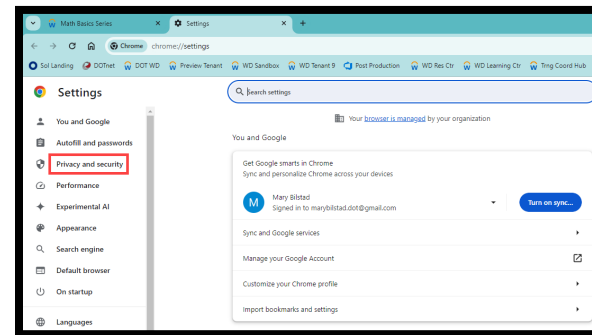 Math Basics Series
Settings
Chrome chrome://settings
Sol Landing DOTnet DOT WD Preview Tenant WD Sandbox WD Tenant 9 Post Production WD Res Ctr WD Learning Ctr Trng Coord Hub
Settings
Search settings
Your browser is managed by your organization
You and Google
Autofill and passwords
Privacy and security
Performance
Experimental AI
Appearance
Search engine
Default browser
On startup
Languages
You and Google
Get Google smarts in Chrome
Sync and personalize Chrome across your devices
M
Mary Bilstad
Signed in to marybilstad.dot@gmail.com
Turn on sync...
Sync and Google services
Manage your Google Account
Customize your Chrome profile
Import bookmarks and settings